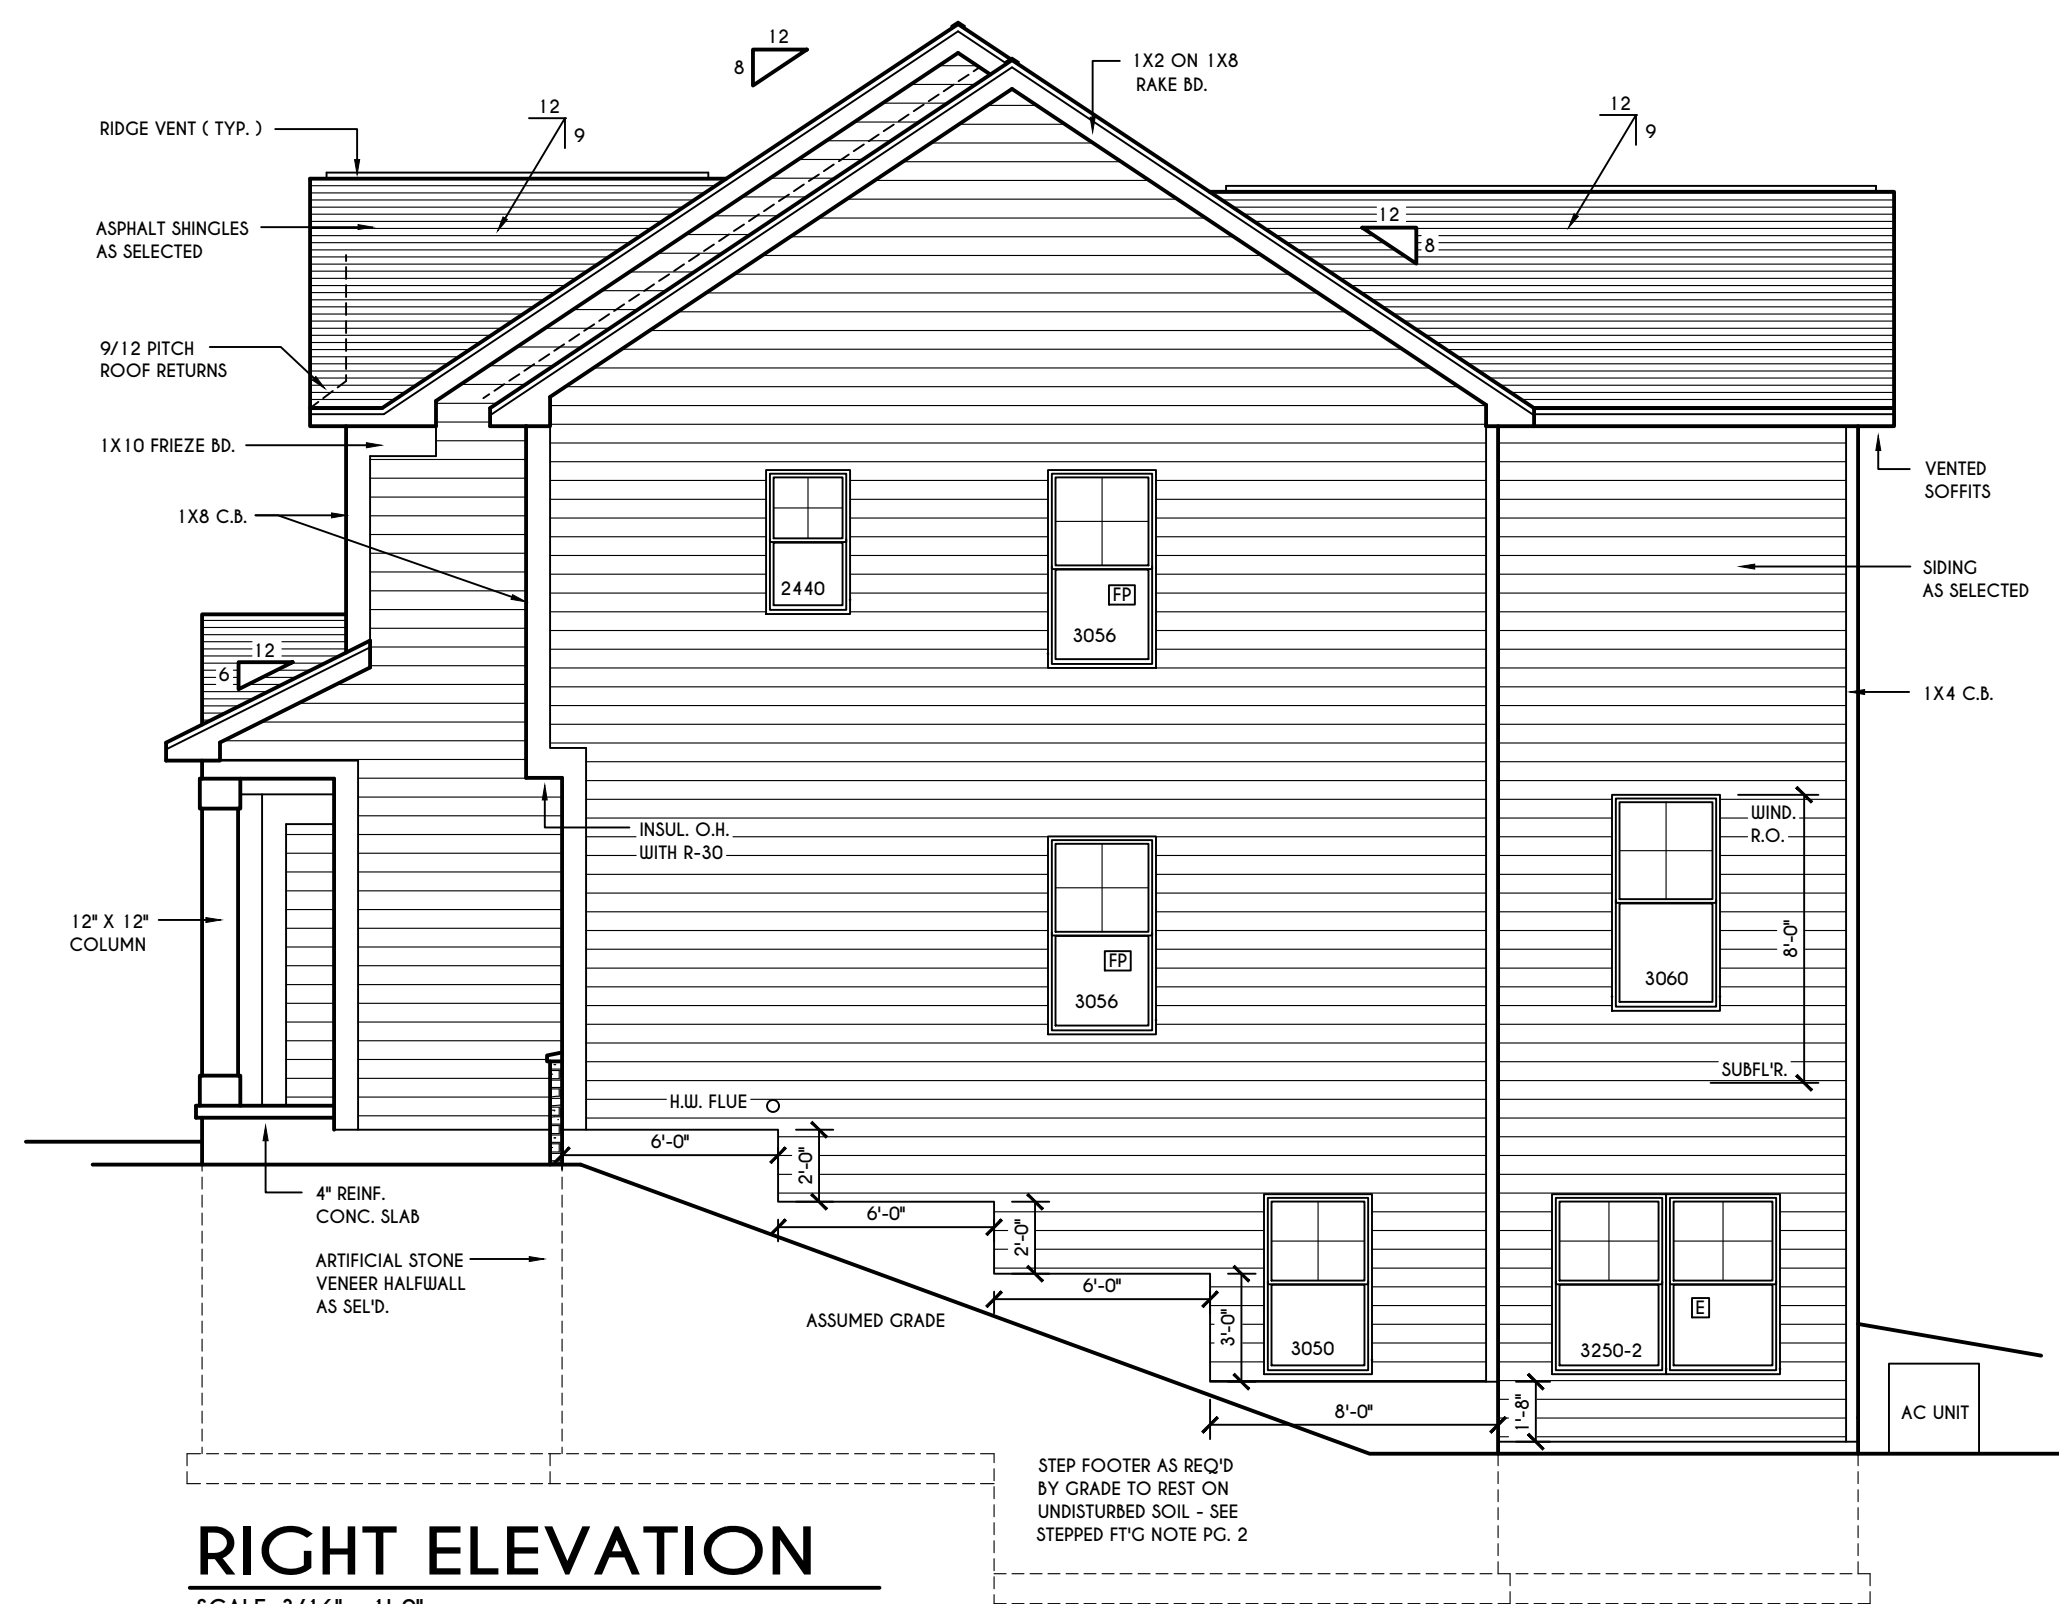 12
8
1X2 ON 1X8
RAKE BD.
12
9
12
9
RIDGE VENT ( TYP. )
ASPHALT SHINGLES
AS SELECTED
12
8
9/12 PITCH
ROOF RETURNS
1X10 FRIEZE BD.
VENTED
SOFFITS
1X8 C.B.
2440
FP
3056
SIDING
AS SELECTED
12
6
1X4 C.B.
INSUL. O.H.
WITH R-30
WIND.
R.O.
8'-0"
12" X 12"
COLUMN
FP
3056
3060
SUBFL'R.
H.W. FLUE
6'-0"
2'-0"
4" REINF.
CONC. SLAB
6'-0"
2'-0"
ARTIFICIAL STONE
VENEER HALFWALL
AS SEL'D.
6'-0"
3'-0"
ASSUMED GRADE
3050
3250-2
E
8'-0"
1'-8"
AC UNIT
STEP FOOTER AS REQ'D
BY GRADE TO REST ON
UNDISTURBED SOIL - SEE
STEPPED FT'G NOTE PG. 2
RIGHT ELEVATION
SCALE: 3/16" = 1'-0"